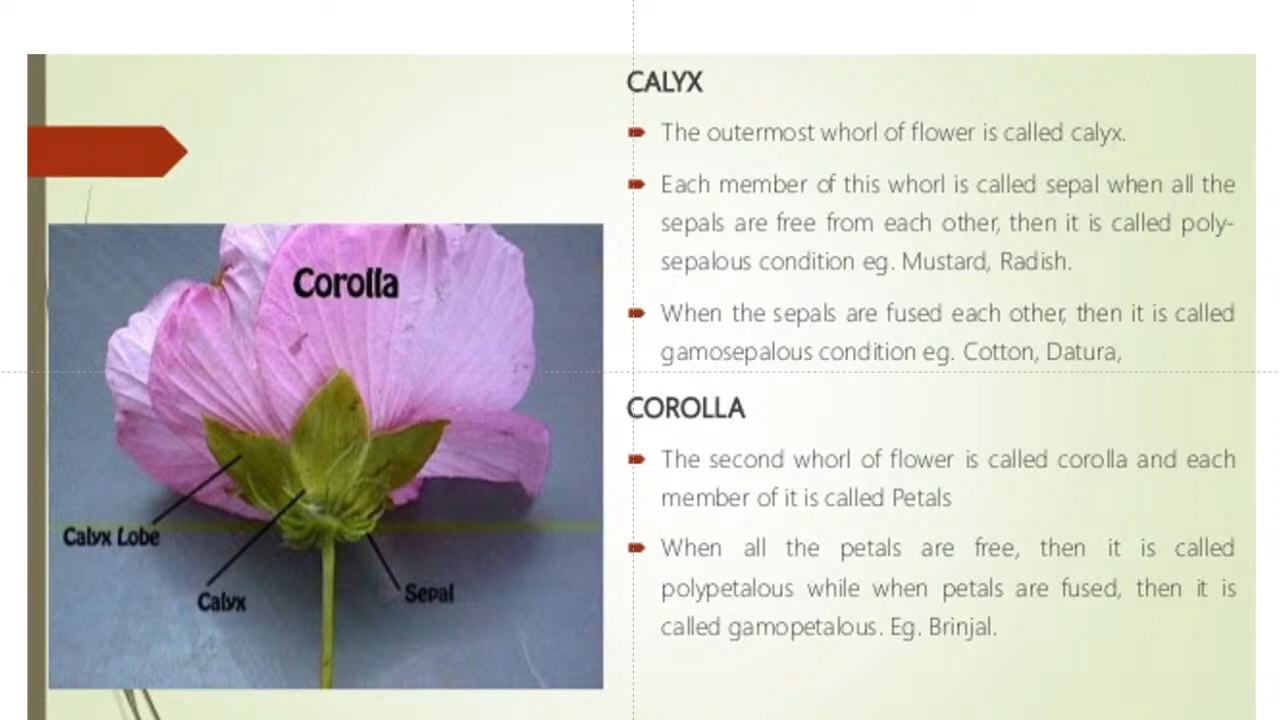 CALYX
The outermost whorl of flower is called calyx.
Each member of this whorl is called sepal when all the
sepals are free from each other, then it is called poly-
sepalous condition eg. Mustard, Radish.
When the sepals are fused each other, then it is called
gamosepalous condition eg. Cotton, Datura,
COROLLA
The second whorl of flower is called corolla and each
member of it is called Petals
When all the petals are free, then it is called
polypetalous while when petals are fused, then it is
called gamopetalous. Eg. Brinjal.
Corolla
Calyx Lobe
Calyx
Sepal